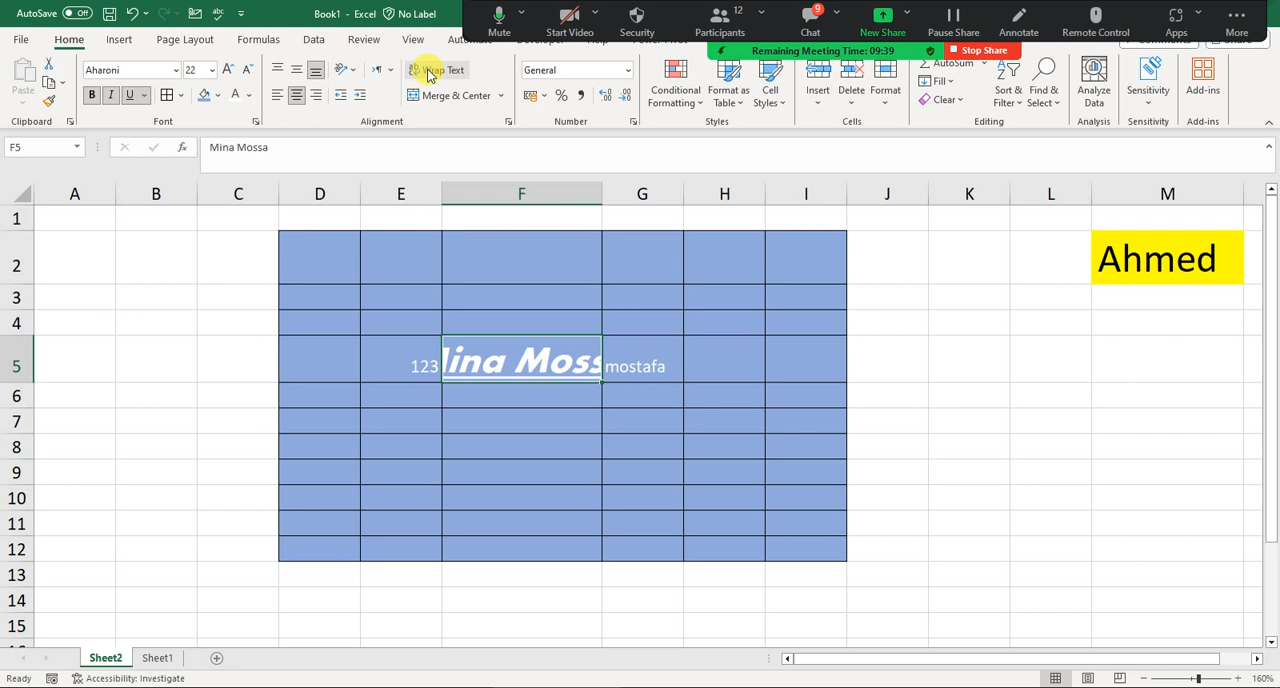 AutoSave Off Book1 - Excel No Label
Mute Start Video Security Participants 12 Chat 9 New Share Pause Share Annotate Remote Control Apps More
Remaining Meeting Time: 09:39 Stop Share
File Home Insert Page Layout Formulas Data Review View
Paste
Aharoni 22
B I U
Wrap Text
Merge & Center
General
Conditional Formatting Format as Table Cell Styles
Insert Delete Format
AutoSum
Fill
Clear
Sort & Filter Find & Select
Analyze Data
Sensitivity
Add-ins
Clipboard Font Alignment Number Styles Cells Editing Analysis Sensitivity Add-ins
F5 fx Mina Mossa
A B C D E F G H I J K L M
1
2 Ahmed
3
4
5 123 lina Moss mostafa
6
7
8
9
10
11
12
13
14
15
Sheet2 Sheet1
Ready Accessibility: Investigate 160%